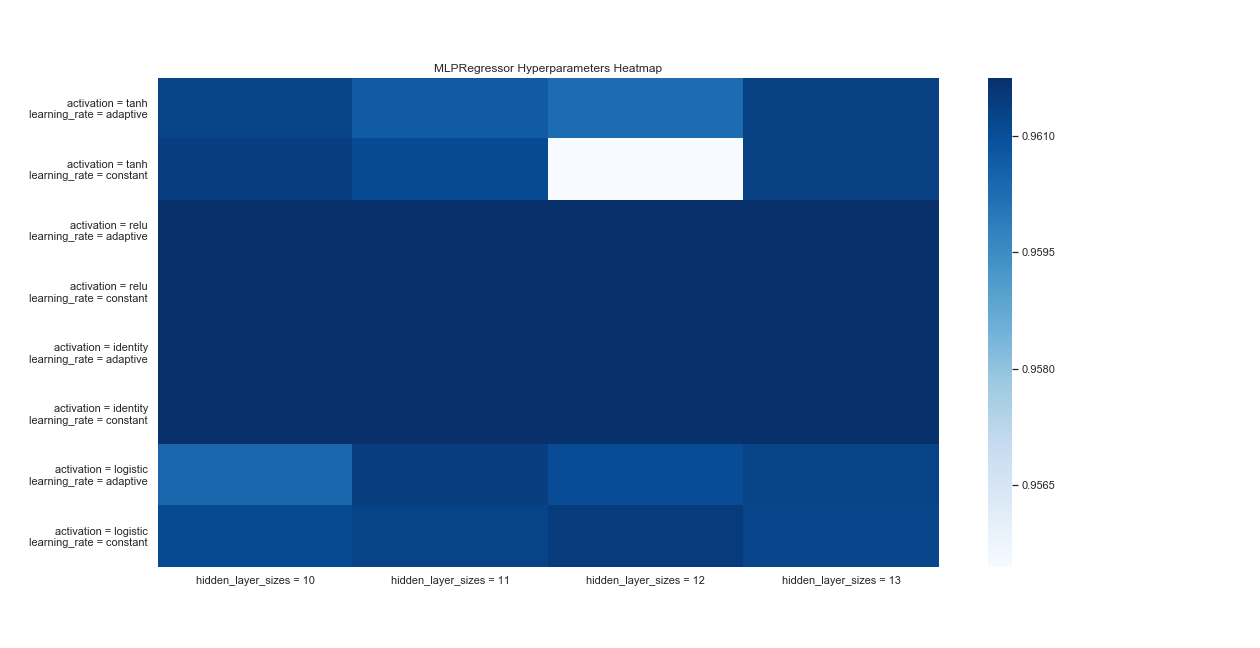 MLPRegressor Hyperparameters Heatmap
activation = tanh
learning_rate = adaptive
activation = tanh
learning_rate = constant
activation = relu
learning_rate = adaptive
activation = relu
learning_rate = constant
activation = identity
learning_rate = adaptive
activation = identity
learning_rate = constant
activation = logistic
learning_rate = adaptive
activation = logistic
learning_rate = constant
hidden_layer_sizes = 10
hidden_layer_sizes = 11
hidden_layer_sizes = 12
hidden_layer_sizes = 13
0.9610
0.9595
0.9580
0.9565